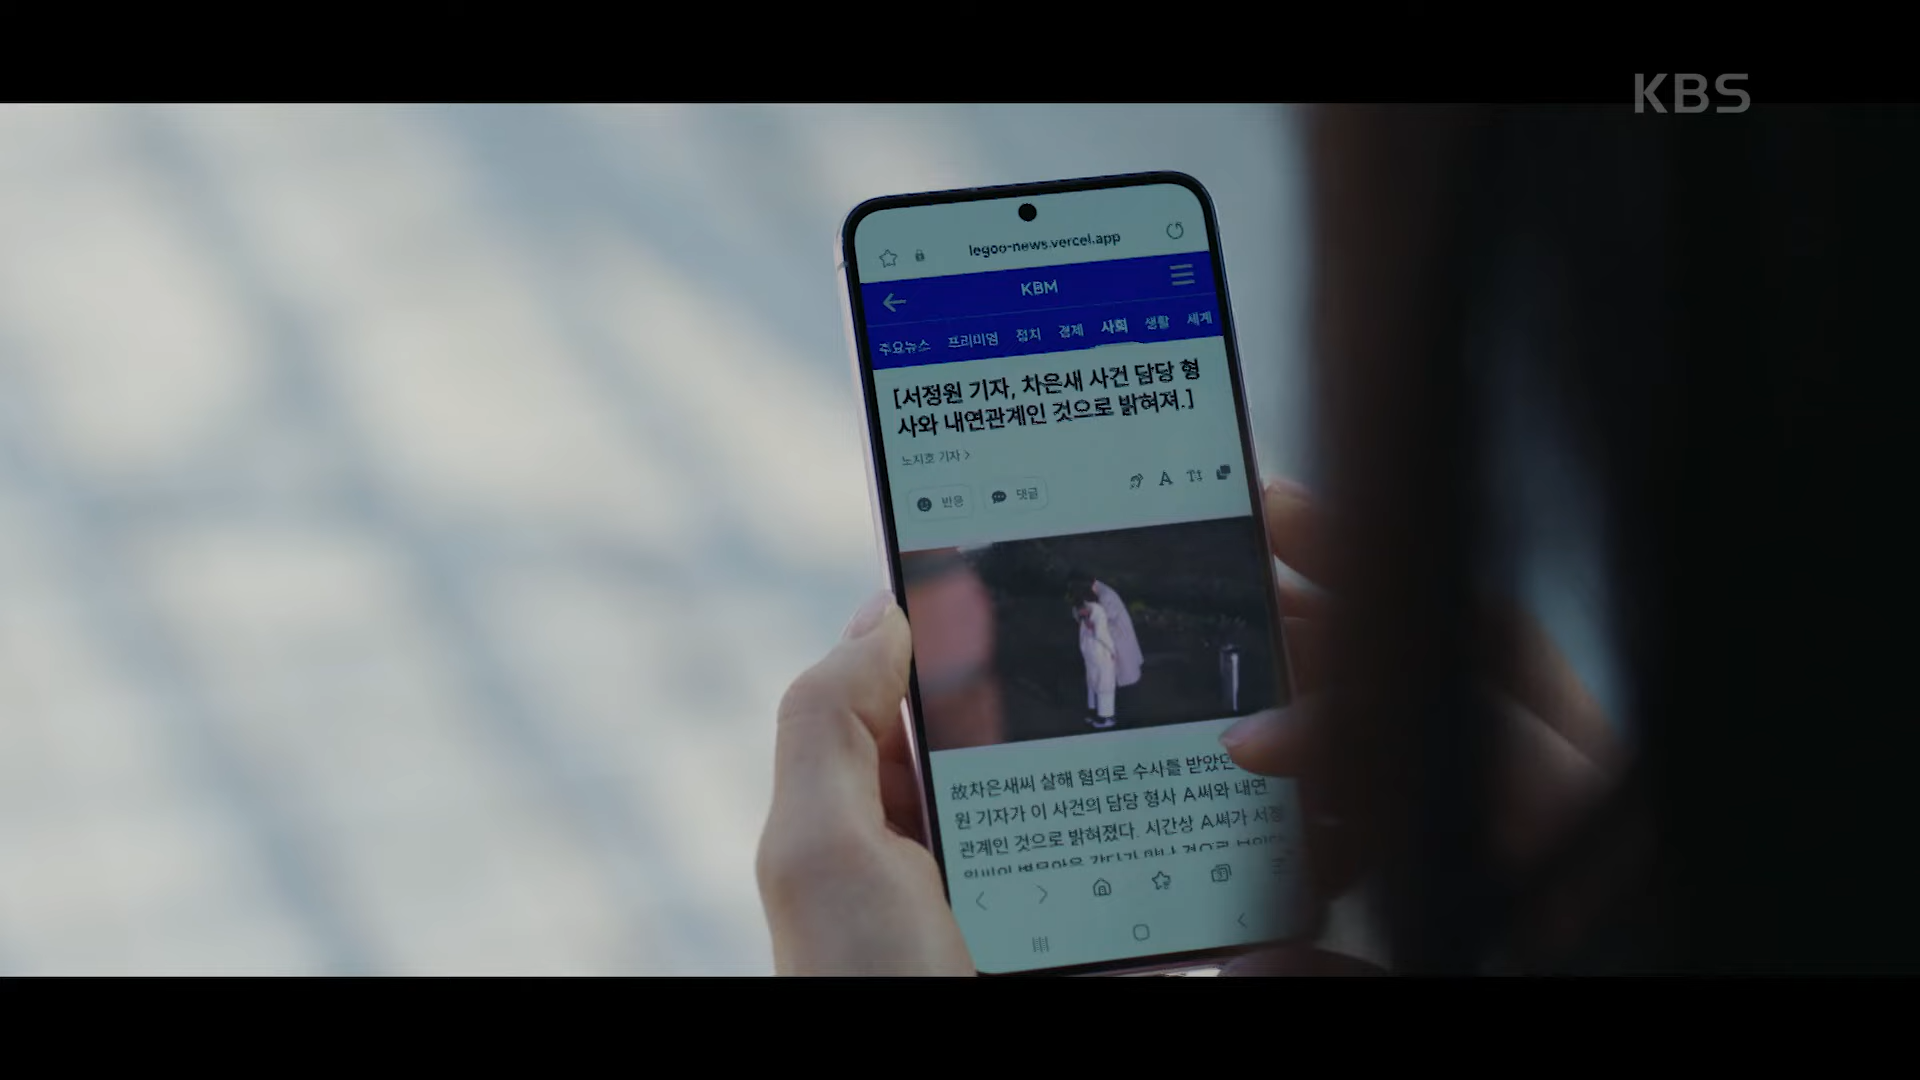 KBS
legoo-news.vercel.app
KBM
주요뉴스 프리미엄 정치 경제 사회 생활 세계
[서정원 기자, 차은새 사건 담당 형
사와 내연관계인 것으로 밝혀져.]
노지호 기자 >
반응 댓글
故차은새씨 살해 혐의로 수사를
원 기자가 이 사건의 담당 형사 A씨와 내연
관계인 것으로 밝혀졌다. 시간상 A씨가